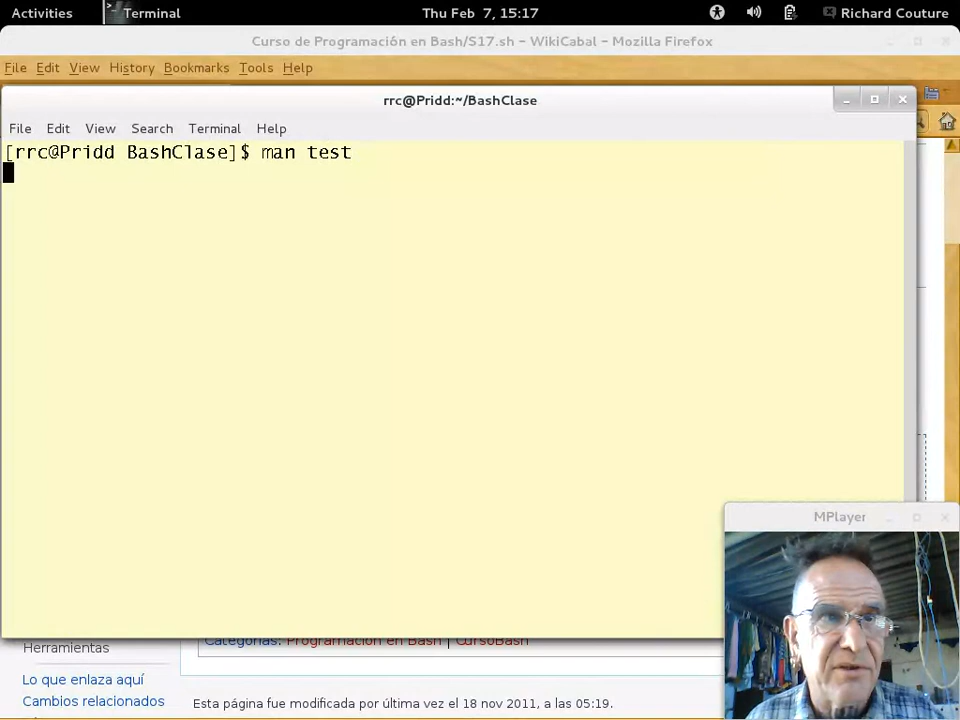 Activities Terminal Thu Feb 7, 15:17 Richard Couture
Curso de Programación en Bash/S17.sh - WikiCabal - Mozilla Firefox
File Edit View History Bookmarks Tools Help
rrc@Pridd:~/BashClase
File Edit View Search Terminal Help
[rrc@Pridd BashClase]$ man test
MPlayer
Categorías: Programación en Bash | CursoBash
Herramientas
Lo que enlaza aquí
Cambios relacionados
Esta página fue modificada por última vez el 18 nov 2011, a las 05:19.